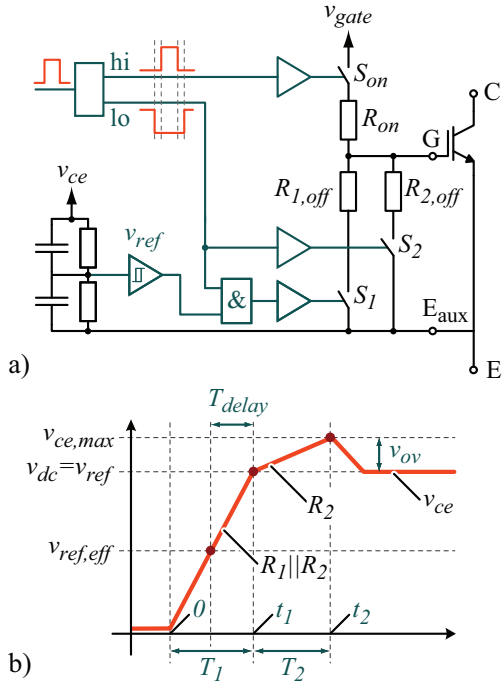 v_gate
hi
S_on
lo
R_on
C
G
v_ce
R_1,off
R_2,off
v_ref
S_2
&
S_1
E_aux
a)
E
T_delay
v_ce,max
v_ov
v_dc=v_ref
v_ce
R_2
v_ref,eff
R_1||R_2
0
t_1
t_2
b)
T_1
T_2